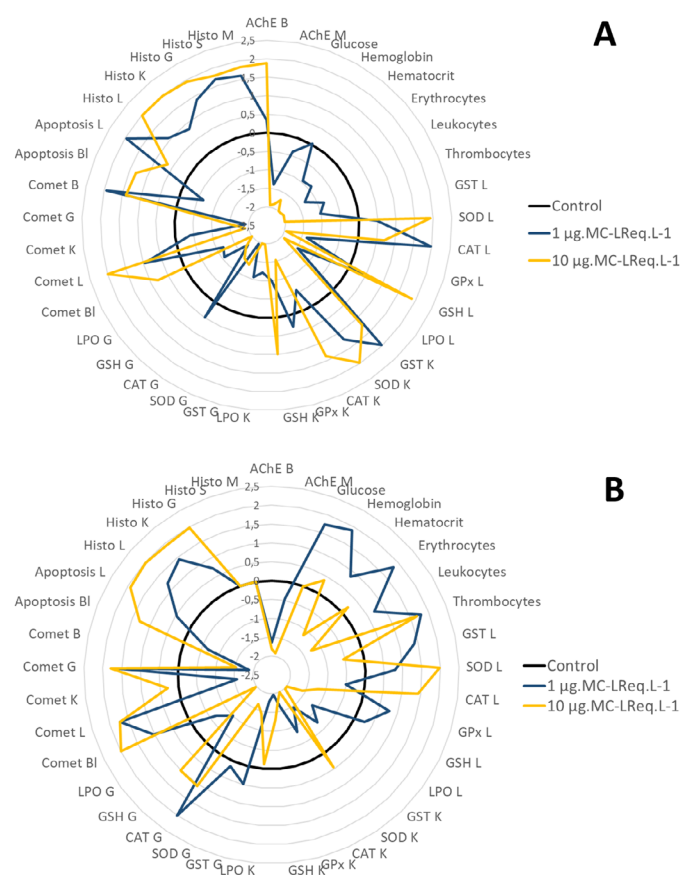 A
AChE B
AChE M
Glucose
Hemoglobin
Hematocrit
Erythrocytes
Leukocytes
Thrombocytes
GST L
SOD L
CAT L
GPx L
GSH L
LPO L
GST K
SOD K
CAT K
GPx K
GSH K
LPO K
GST G
SOD G
CAT G
GSH G
LPO G
Comet Bl
Comet L
Comet K
Comet G
Comet B
Apoptosis Bl
Apoptosis L
Histo L
Histo K
Histo G
Histo S
Histo M
2,5
2
1,5
1
0,5
0
-0,5
-1
-1,5
-2
-2,5
Control
1 µg.MC-LReq.L-1
10 µg.MC-LReq.L-1
B
AChE B
AChE M
Glucose
Hemoglobin
Hematocrit
Erythrocytes
Leukocytes
Thrombocytes
GST L
SOD L
CAT L
GPx L
GSH L
LPO L
GST K
SOD K
CAT K
GPx K
GSH K
LPO K
GST G
SOD G
CAT G
GSH G
LPO G
Comet Bl
Comet L
Comet K
Comet G
Comet B
Apoptosis Bl
Apoptosis L
Histo L
Histo K
Histo G
Histo S
Histo M
2,5
2
1,5
1
0,5
0
-0,5
-1
-1,5
-2
-2,5
Control
1 µg.MC-LReq.L-1
10 µg.MC-LReq.L-1